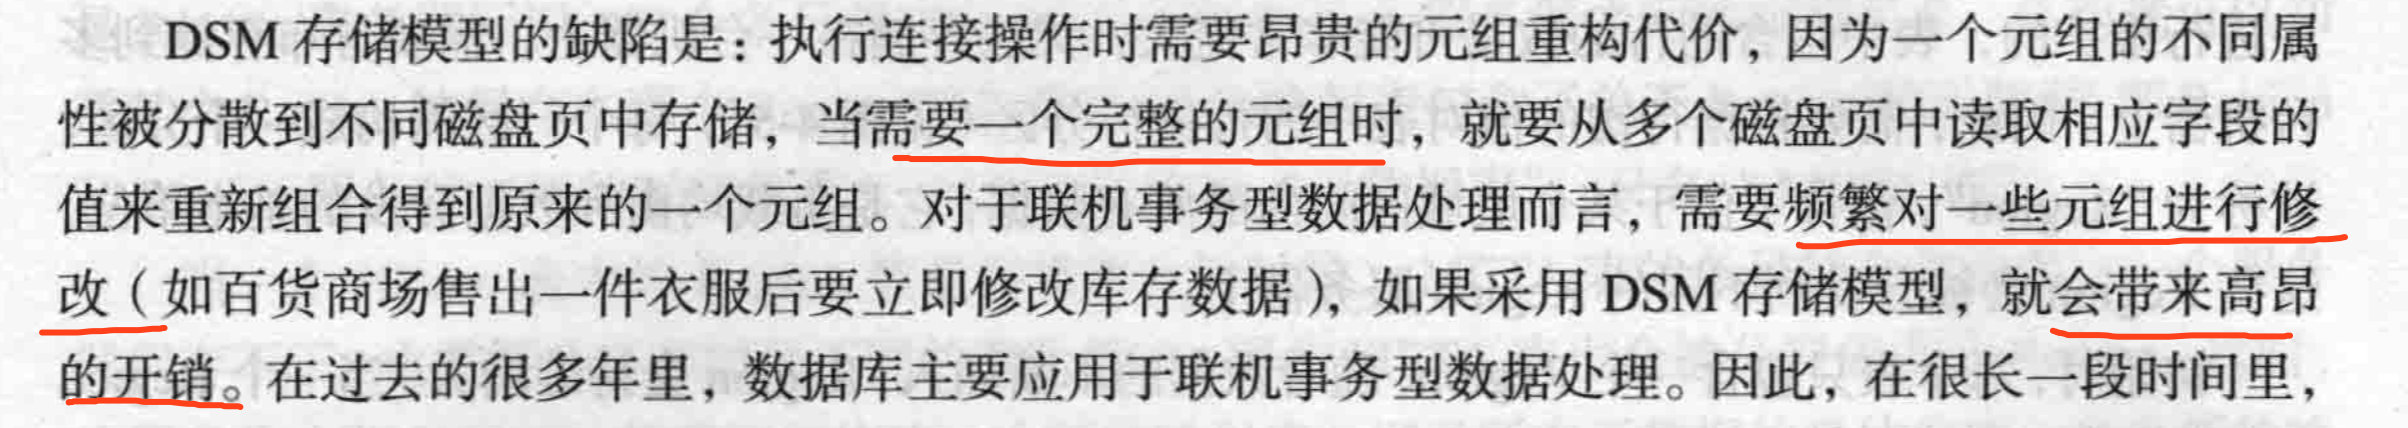 DSM 存储模型的缺陷是：执行连接操作时需要昂贵的元组重构代价，因为一个元组的不同属
性被分散到不同磁盘页中存储，当需要一个完整的元组时，就要从多个磁盘页中读取相应字段的
值来重新组合得到原来的一个元组。对于联机事务型数据处理而言，需要频繁对一些元组进行修
改（如百货商场售出一件衣服后要立即修改库存数据），如果采用 DSM 存储模型，就会带来高昂
的开销。在过去的很多年里，数据库主要应用于联机事务型数据处理。因此，在很长一段时间里，